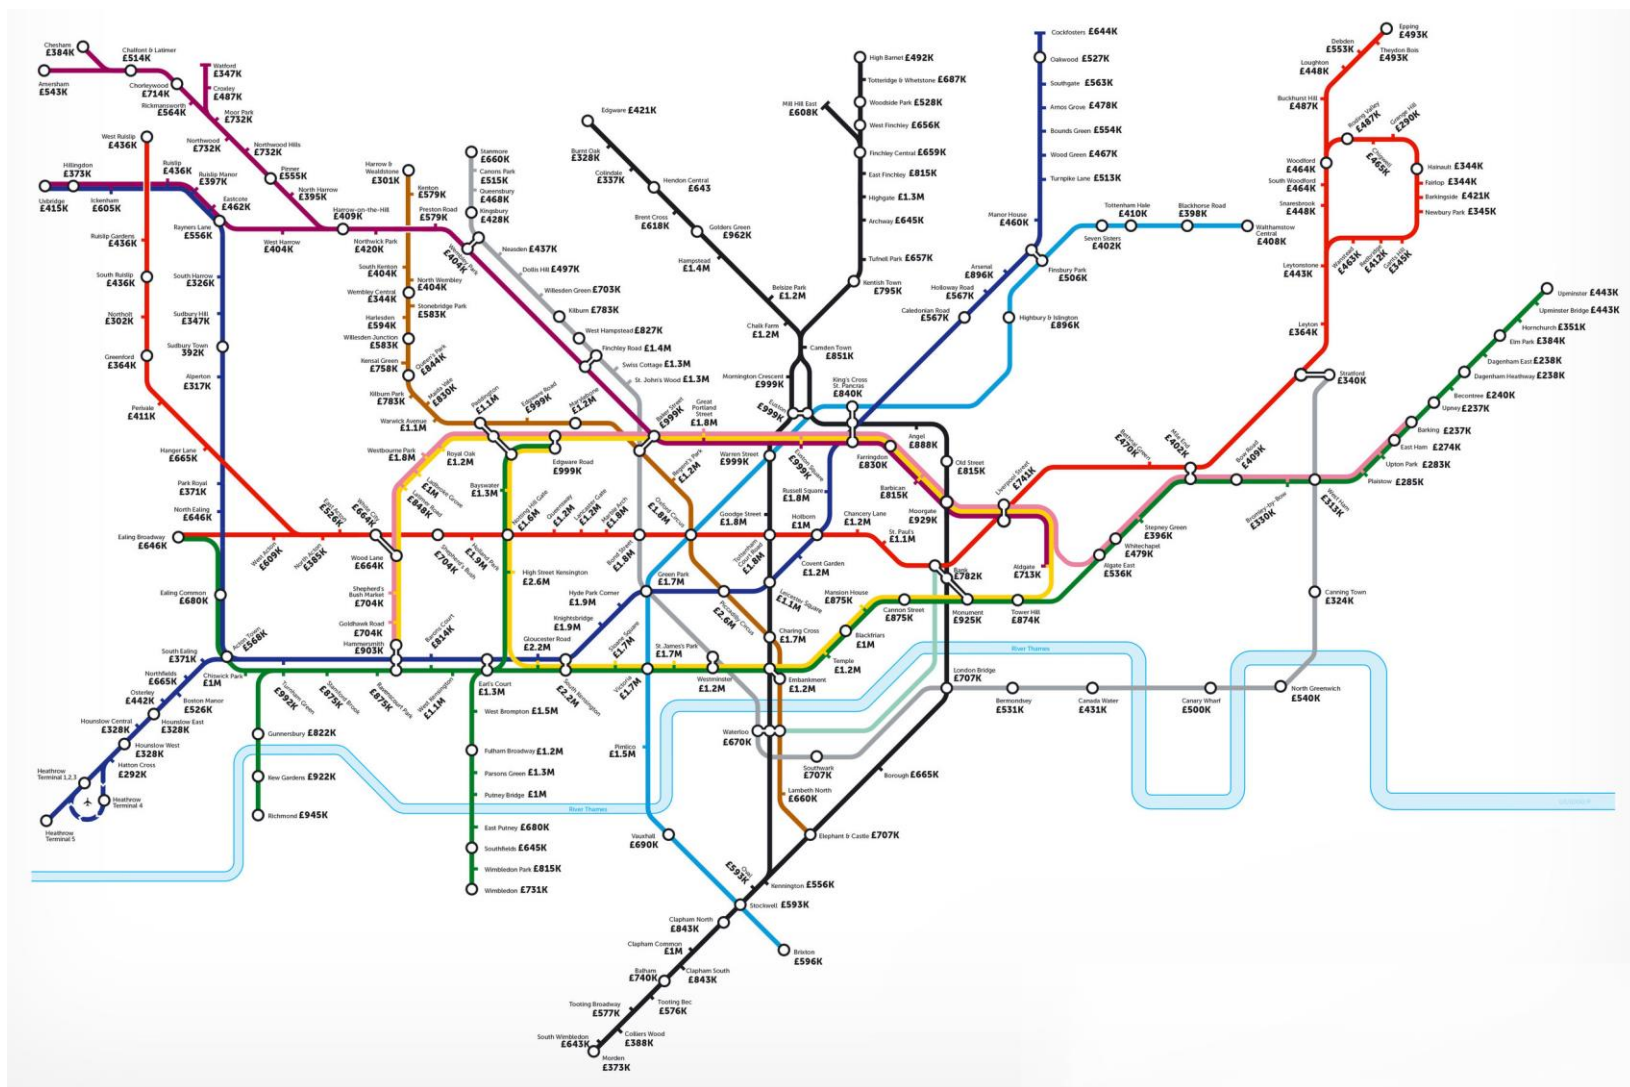 Chesham
£384K
Amersham
£543K
Chalfont & Latimer
£514K
Chorleywood
£714K
Rickmansworth
£564K
Watford
£347K
Croxley
£487K
Moor Park
£732K
Northwood
£732K
Northwood Hills
£732K
Pinner
£555K
North Harrow
£395K
Harrow-on-the-Hill
£409K
West Ruislip
£436K
Hillingdon
£373K
Uxbridge
£415K
Ickenham
£605K
Ruislip
£436K
Ruislip Manor
£397K
Eastcote
£462K
Rayners Lane
£556K
West Harrow
£404K
Northwick Park
£420K
Preston Road
£579K
Wembley Park
£404K
Ruislip Gardens
£436K
South Ruislip
£436K
Northolt
£302K
Greenford
£364K
Perivale
£411K
Hanger Lane
£665K
South Harrow
£326K
Sudbury Hill
£347K
Sudbury Town
392K
Alperton
£317K
Park Royal
£371K
North Ealing
£646K
Ealing Broadway
£646K
Ealing Common
£680K
Harrow &
Wealdstone
£301K
Kenton
£579K
South Kenton
£404K
North Wembley
£404K
Wembley Central
£344K
Stonebridge Park
£583K
Harlesden
£594K
Willesden Junction
£583K
Kensal Green
£758K
Queen's Park
£844K
Kilburn Park
£783K
Maida Vale
£830K
Warwick Avenue
£1.1M
Paddington
£1.1M
Edgware Road
£999K
Marylebone
£1.2M
Stanmore
£660K
Canons Park
£515K
Queensbury
£468K
Kingsbury
£428K
Neasden £437K
Dollis Hill £497K
Willesden Green £703K
Kilburn £783K
West Hampstead £827K
Finchley Road £1.4M
Swiss Cottage £1.3M
St. John's Wood £1.3M
Baker Street
£999K
Great
Portland
Street
£1.8M
Edgware £421K
Burnt Oak
£328K
Colindale
£337K
Hendon Central
£643
Brent Cross
£618K
Golders Green
£962K
Hampstead
£1.4M
Belsize Park
£1.2M
Chalk Farm
£1.2M
Camden Town
£851K
Mornington Crescent
£999K
Euston
£999K
King's Cross
St. Pancras
£840K
High Barnet £492K
Totteridge & Whetstone £687K
Woodside Park £528K
West Finchley £656K
Mill Hill East
£608K
Finchley Central £659K
East Finchley £815K
Highgate £1.3M
Archway £645K
Tufnell Park £657K
Kentish Town
£795K
Cockfosters £644K
Oakwood £527K
Southgate £563K
Arnos Grove £478K
Bounds Green £554K
Wood Green £467K
Turnpike Lane £513K
Manor House
£460K
Arsenal
£896K
Finsbury Park
£506K
Holloway Road
£567K
Caledonian Road
£567K
Highbury & Islington
£896K
Seven Sisters
£402K
Tottenham Hale
£410K
Blackhorse Road
£398K
Walthamstow
Central
£408K
Epping
£493K
Theydon Bois
£493K
Debden
£553K
Loughton
£448K
Buckhurst Hill
£487K
Roding Valley
£487K
Chigwell
£465K
Grange Hill
£290K
Hainault £344K
Fairlop £344K
Barkingside £421K
Newbury Park £345K
Gants Hill
£345K
Redbridge
£412K
Wanstead
£463K
Woodford
£464K
South Woodford
£464K
Snaresbrook
£448K
Leytonstone
£443K
Leyton
£364K
Stratford
£340K
Upminster £443K
Upminster Bridge £443K
Hornchurch £351K
Elm Park £384K
Dagenham East £238K
Dagenham Heathway £238K
Becontree £240K
Upney £237K
Barking £237K
East Ham £274K
Upton Park £283K
Plaistow £285K
West Ham
£313K
Bromley-by-Bow
£330K
Bow Road
£409K
Mile End
£402K
Bethnal Green
£470K
Stepney Green
£396K
Whitechapel
£479K
Aldgate East
£536K
Liverpool Street
£741K
Aldgate
£713K
Moorgate
£929K
Old Street
£815K
Angel
£888K
Farringdon
£830K
Barbican
£815K
Euston Square
£999K
Warren Street
£999K
Regent's Park
£1.2M
Russell Square
£1.8M
Goodge Street
£1.8M
Holborn
£1M
Chancery Lane
£1.2M
St. Paul's
£1.1M
Bank
£782K
Monument
£925K
Tower Hill
£874K
Cannon Street
£875K
Mansion House
£875K
Blackfriars
£1M
Temple
£1.2M
Embankment
£1.2M
Charing Cross
£1.7M
Leicester Square
£1.1M
Covent Garden
£1.2M
Tottenham
Court Road
£1.8M
Oxford Circus
£1.8M
Piccadilly Circus
£2.6M
Green Park
£1.7M
Bond Street
£1.8M
Marble Arch
£1.8M
Lancaster Gate
£1.2M
Queensway
£1.2M
Notting Hill Gate
£1.6M
Holland Park
£1.9M
Shepherd's Bush
£704K
White City
£664K
East Acton
£526K
North Acton
£385K
West Acton
£609K
Wood Lane
£664K
Shepherd's
Bush Market
£704K
Goldhawk Road
£704K
Hammersmith
£903K
Westbourne Park
£1.8M
Ladbroke Grove
£1M
Latimer Road
£848K
Royal Oak
£1.2M
Edgware Road
£999K
Bayswater
£1.3M
High Street Kensington
£2.6M
Hyde Park Corner
£1.9M
Knightsbridge
£1.9M
Gloucester Road
£2.2M
South Kensington
£2.2M
Sloane Square
£1.7M
Victoria
£1.7M
St. James's Park
£1.7M
Westminster
£1.2M
Barons Court
£814K
Earl's Court
£1.3M
West Kensington
£1.1M
Ravenscourt Park
£875K
Stamford Brook
£875K
Turnham Green
£992K
Chiswick Park
£1M
Acton Town
£568K
South Ealing
£371K
Northfields
£665K
Boston Manor
£526K
Osterley
£442K
Hounslow East
£328K
Hounslow Central
£328K
Hounslow West
£328K
Hatton Cross
£292K
Heathrow
Terminal 1,2,3
Heathrow
Terminal 4
Heathrow
Terminal 5
Gunnersbury £822K
Kew Gardens £922K
Richmond £945K
West Brompton £1.5M
Fulham Broadway £1.2M
Parsons Green £1.3M
Putney Bridge £1M
East Putney £680K
Southfields £645K
Wimbledon Park £815K
Wimbledon £731K
Pimlico
£1.5M
Vauxhall
£690K
Waterloo
£670K
Southwark
£707K
Lambeth North
£660K
Elephant & Castle £707K
Borough £665K
London Bridge
£707K
Bermondsey
£531K
Canada Water
£431K
Canary Wharf
£500K
North Greenwich
£540K
Canning Town
£324K
River Thames
River Thames
Oval
£593K
Kennington £556K
Stockwell £593K
Brixton
£596K
Clapham North
£843K
Clapham Common
£1M
Clapham South
£843K
Balham
£740K
Tooting Bec
£576K
Tooting Broadway
£577K
Colliers Wood
£388K
South Wimbledon
£643K
Morden
£373K